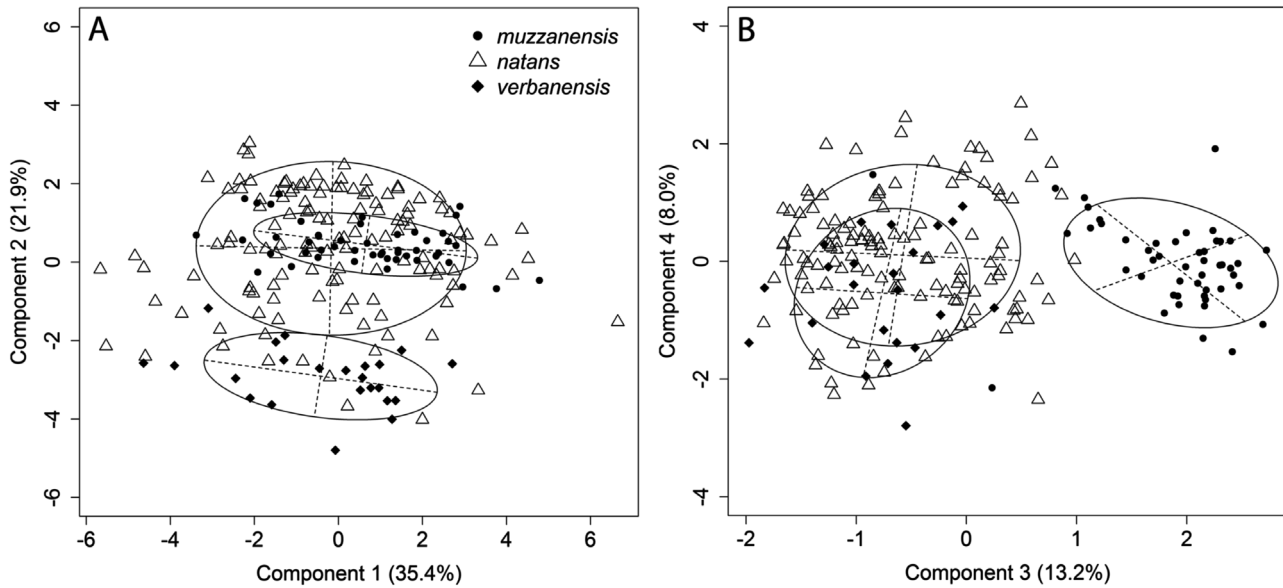 A
muzzanensis
natans
verbanensis
6
4
2
0
-2
-4
-6
Component 2 (21.9%)
-6
-4
-2
0
2
4
6
Component 1 (35.4%)
B
4
2
0
-2
-4
Component 4 (8.0%)
-2
-1
0
1
2
Component 3 (13.2%)